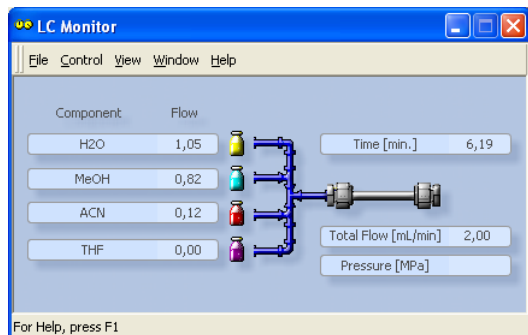 LC Monitor
File Control View Window Help
Component Flow
H2O 1,05
MeOH 0,82
ACN 0,12
THF 0,00
Time [min.] 6,19
Total Flow [mL/min] 2,00
Pressure [MPa]
For Help, press F1